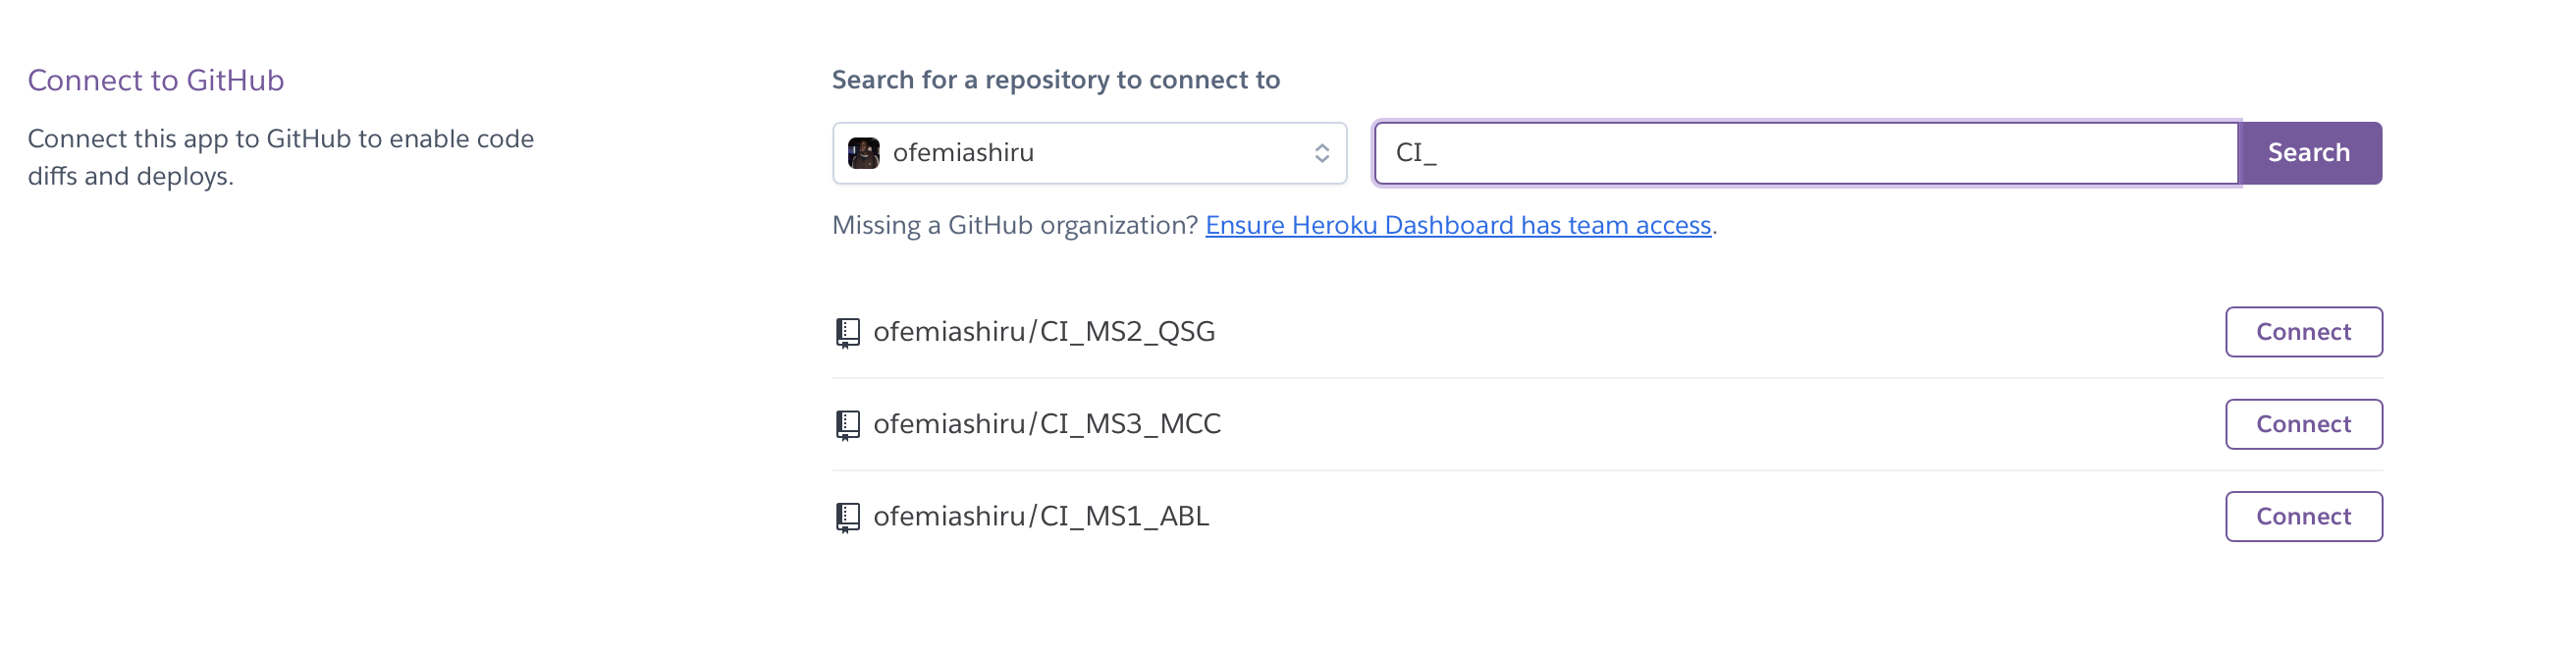 Connect to GitHub
Connect this app to GitHub to enable code
diffs and deploys.
Search for a repository to connect to
ofemiashiru
CI_
Search
Missing a GitHub organization? Ensure Heroku Dashboard has team access.
ofemiashiru/CI_MS2_QSG
Connect
ofemiashiru/CI_MS3_MCC
Connect
ofemiashiru/CI_MS1_ABL
Connect